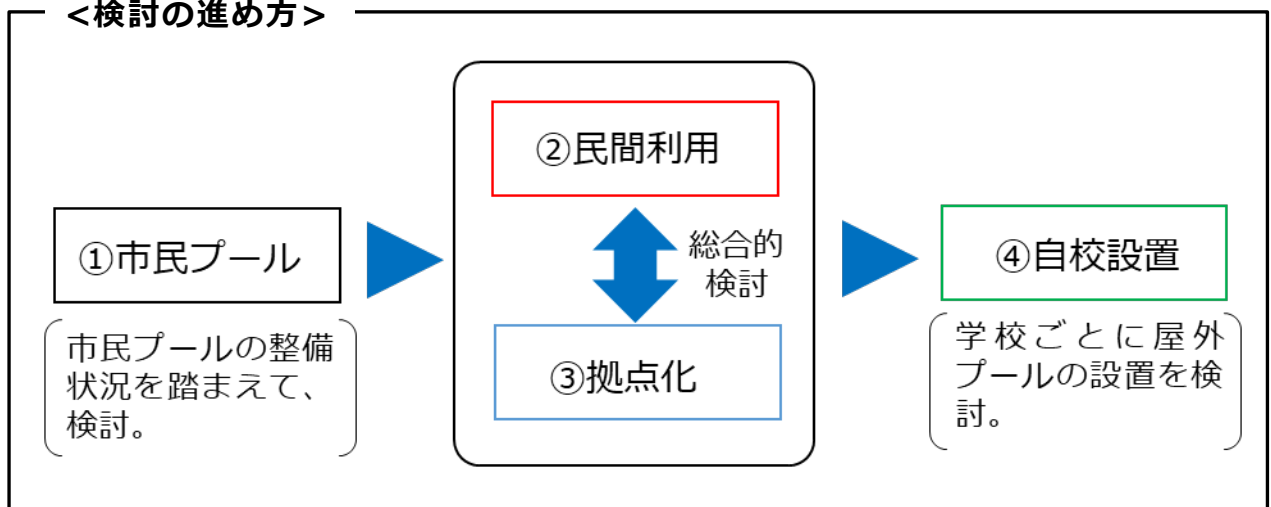 <検討の進め方>
①市民プール
市民プールの整備
状況を踏まえて、
検討。
②民間利用
総合的
検討
③拠点化
④自校設置
学校ごとに屋外
プールの設置を検
討。